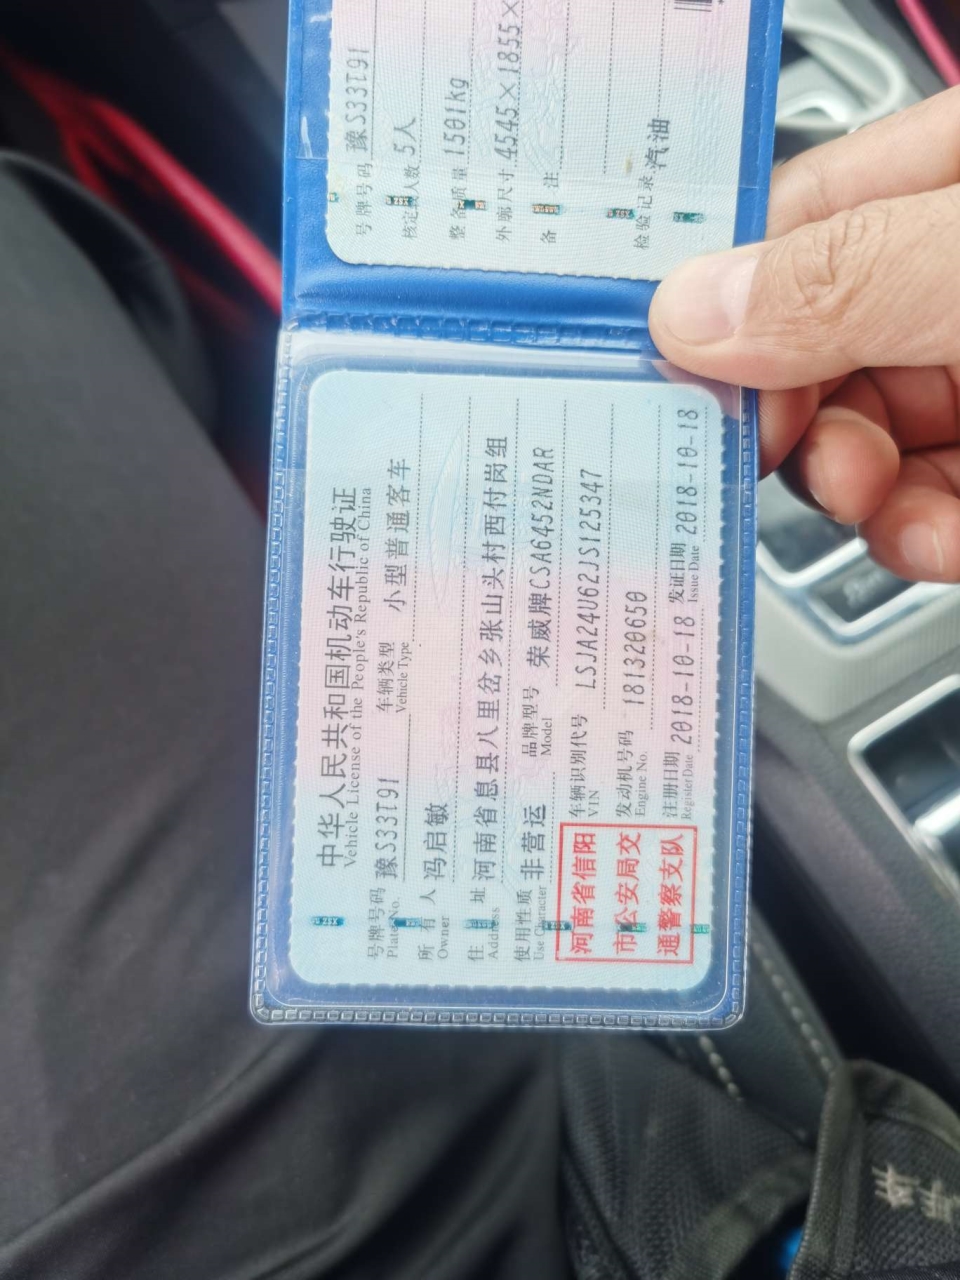 中华人民共和国机动车行驶证
Vehicle License of the People's Republic of China
号牌号码 豫S33T91 车辆类型 小型普通客车
Plate No. Vehicle Type
所有人 冯启敏
Owner
住址 河南省息县八里岔乡张山头村西付岗组
Address
使用性质 非营运 品牌型号 荣威牌CSA6452NDAR
Use Character Model
河南省信阳
市公安局交
通警察支队
车辆识别代号 LSJA24U62JS125347
VIN
发动机号码 181320650
Engine No.
注册日期 2018-10-18 发证日期 2018-10-18
Register Date Issue Date
号牌号码 豫S33T91
核定载人数 5人
整备质量 1501kg
外廓尺寸 4545×1855×
备注
检验记录 汽油